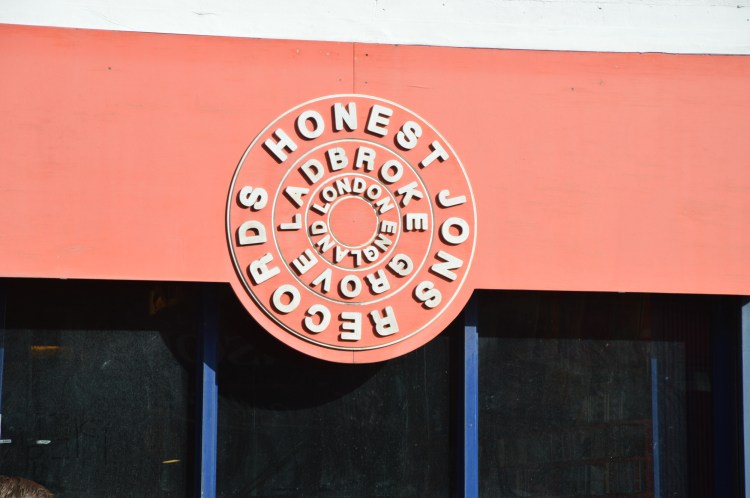 HONEST JONS RECORDS
LADBROKE GROVE
LONDON ENGLAND